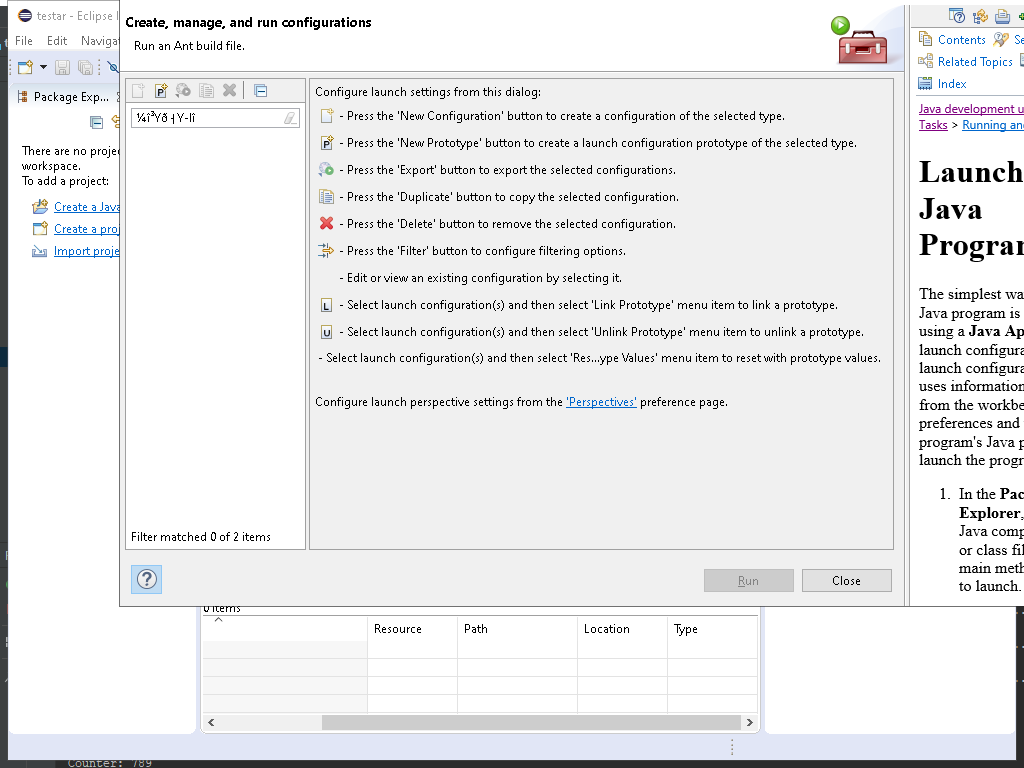 testar - Eclipse I
File Edit Naviga
Package Exp...
There are no proje
workspace.
To add a project:
Create a Java
Create a pro
Import proje
Create, manage, and run configurations
Run an Ant build file.
Filter matched 0 of 2 items
Configure launch settings from this dialog:
- Press the 'New Configuration' button to create a configuration of the selected type.
- Press the 'New Prototype' button to create a launch configuration prototype of the selected type.
- Press the 'Export' button to export the selected configurations.
- Press the 'Duplicate' button to copy the selected configuration.
- Press the 'Delete' button to remove the selected configuration.
- Press the 'Filter' button to configure filtering options.
- Edit or view an existing configuration by selecting it.
L - Select launch configuration(s) and then select 'Link Prototype' menu item to link a prototype.
U - Select launch configuration(s) and then select 'Unlink Prototype' menu item to unlink a prototype.
- Select launch configuration(s) and then select 'Res...ype Values' menu item to reset with prototype values.
Configure launch perspective settings from the 'Perspectives' preference page.
Run
Close
Contents Se
Related Topics
Index
Java development u
Tasks > Running and
Launch
Java
Program
The simplest wa
Java program is
using a Java Ap
launch configura
launch configura
uses information
from the workbe
preferences and
program's Java p
launch the progr
1. In the Pac
Explorer,
Java comp
or class fil
main meth
to launch.
0 items
Resource Path Location Type
Counter: 789